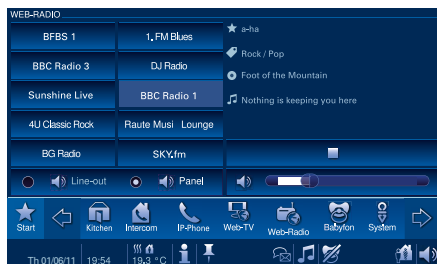 WEB-RADIO
BFBS 1
1. FM Blues
BBC Radio 3
DJ Radio
Sunshine Live
BBC Radio 1
4U Classic Rock
Raute Musi Lounge
BG Radio
SKY.fm
a-ha
Rock / Pop
Foot of the Mountain
Nothing is keeping you here
Line-out
Panel
Start
Kitchen
Intercom
IP-Phone
Web-TV
Web-Radio
Babyfon
System
Th 01/06/11 19:54 19,3 °C